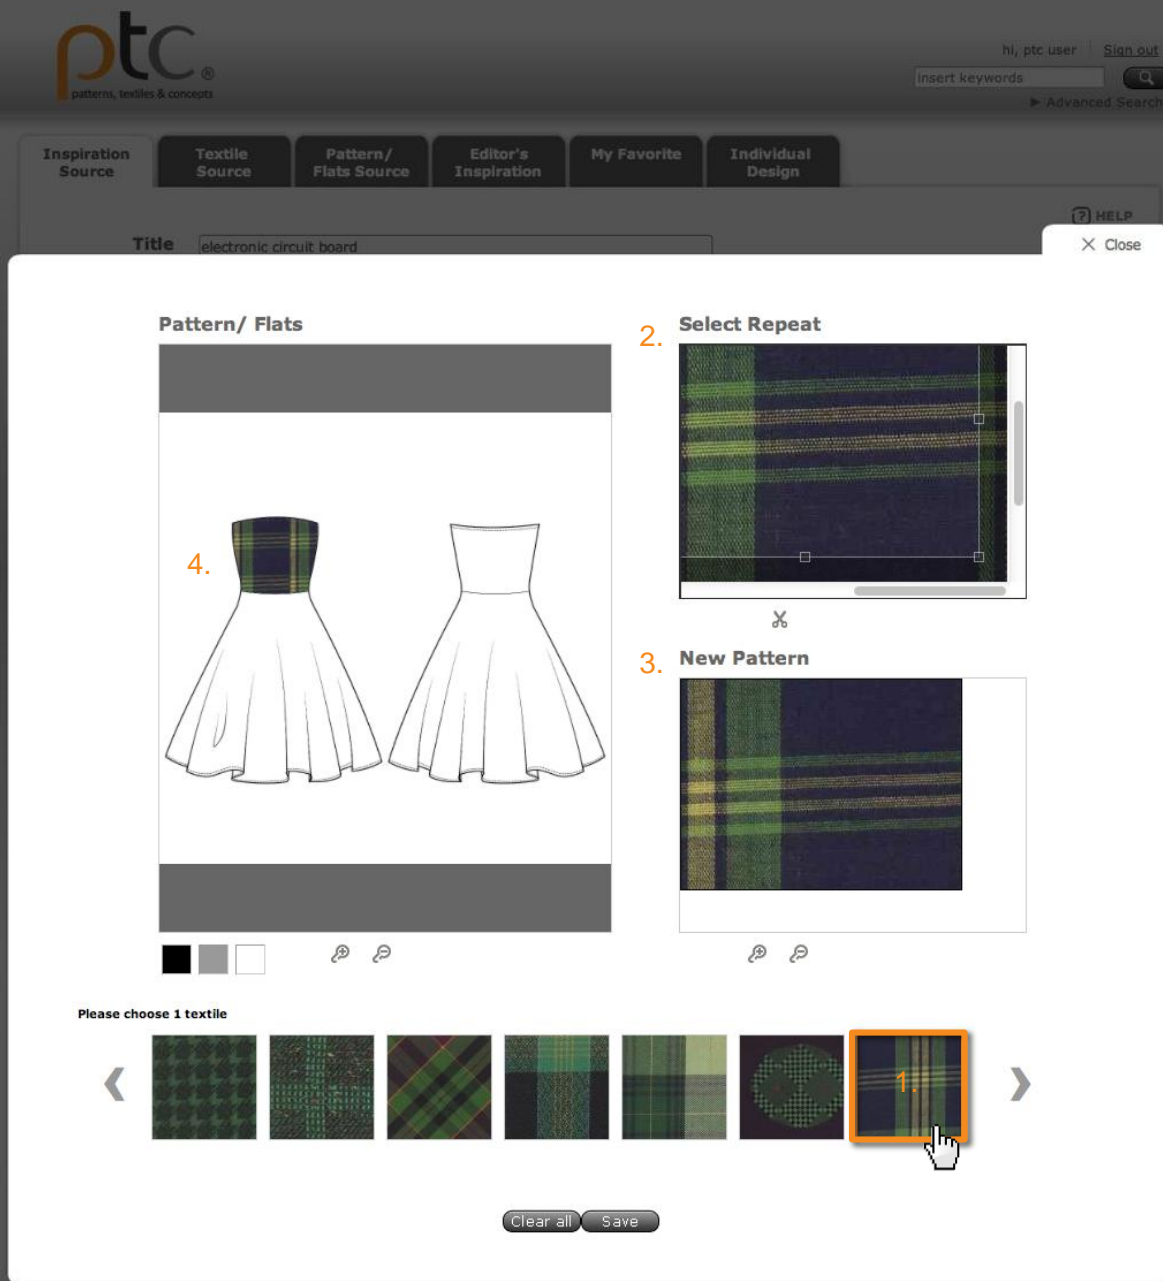 ptc®
patterns, textiles & concepts
hi, ptc user Sign out
insert keywords
▶ Advanced Search
Inspiration Source
Textile Source
Pattern/ Flats Source
Editor's Inspiration
My Favorite
Individual Design
? HELP
Title electronic circuit board
× Close
Pattern/ Flats
2. Select Repeat
4.
3. New Pattern
Please choose 1 textile
1.
Clear all Save